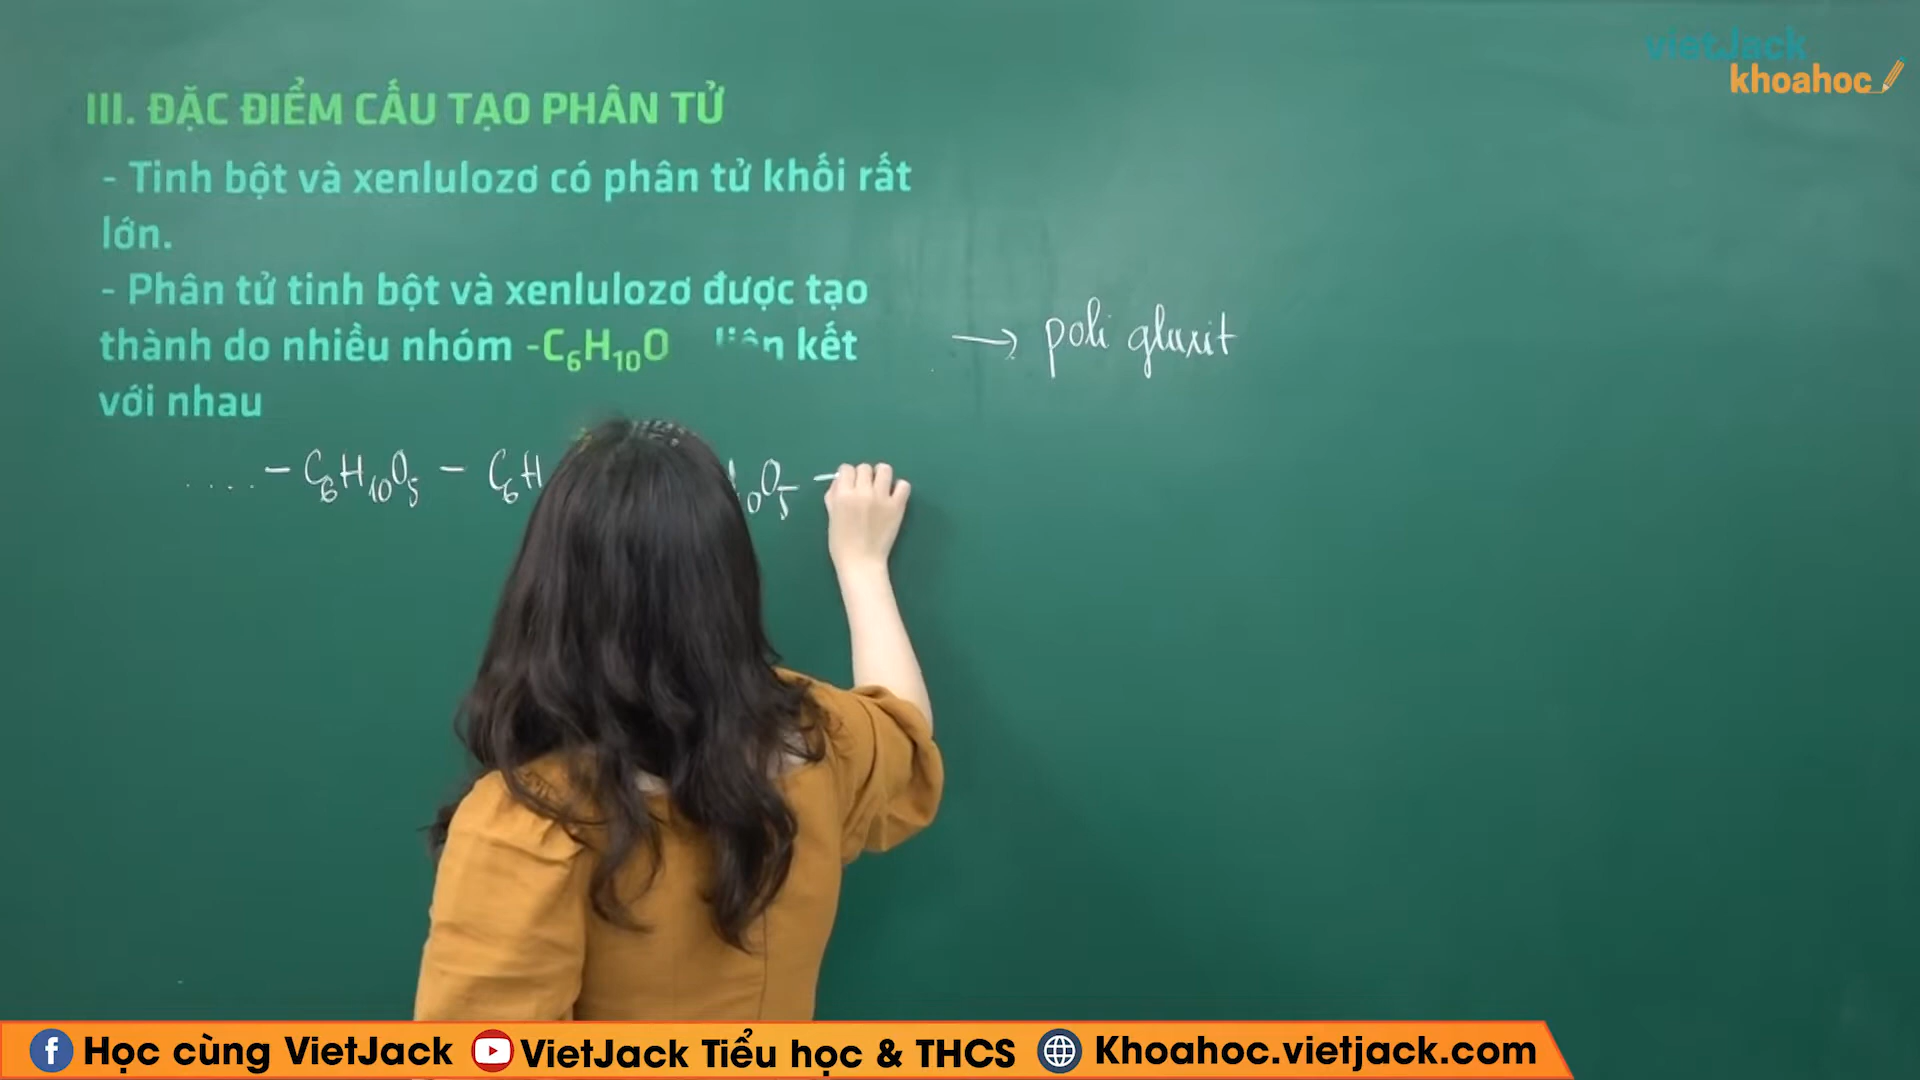 vietJack
khoahoc
III. ĐẶC ĐIỂM CẤU TẠO PHÂN TỬ
- Tinh bột và xenlulozơ có phân tử khối rất
lớn.
- Phân tử tinh bột và xenlulozơ được tạo
thành do nhiều nhóm -C₆H₁₀O liên kết
với nhau
→ poli gluxit
.... - C₆H₁₀O₅ - C₆H ₀O₅ -
Học cùng VietJack VietJack Tiểu học & THCS Khoahoc.vietjack.com